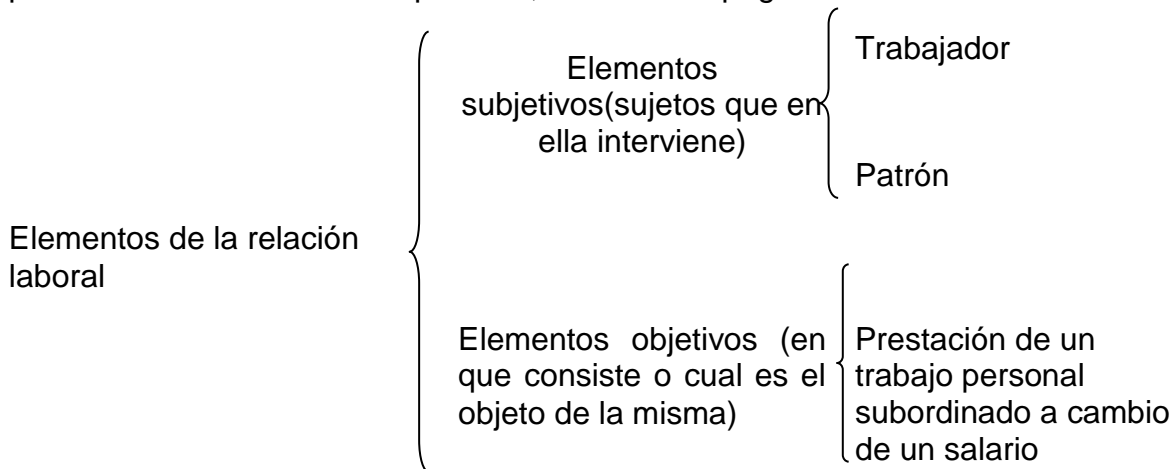 Trabajador
Elementos
subjetivos(sujetos que en
ella interviene)
Patrón
Elementos de la relación
laboral
Elementos objetivos (en
que consiste o cual es el
objeto de la misma)
Prestación de un
trabajo personal
subordinado a cambio
de un salario